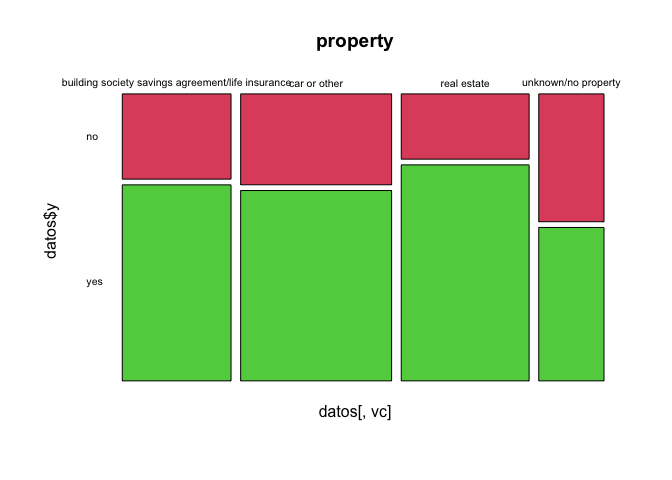 property
building society savings agreement/life insurance
car or other
real estate
unknown/no property
no
yes
datos$y
datos[, vc]